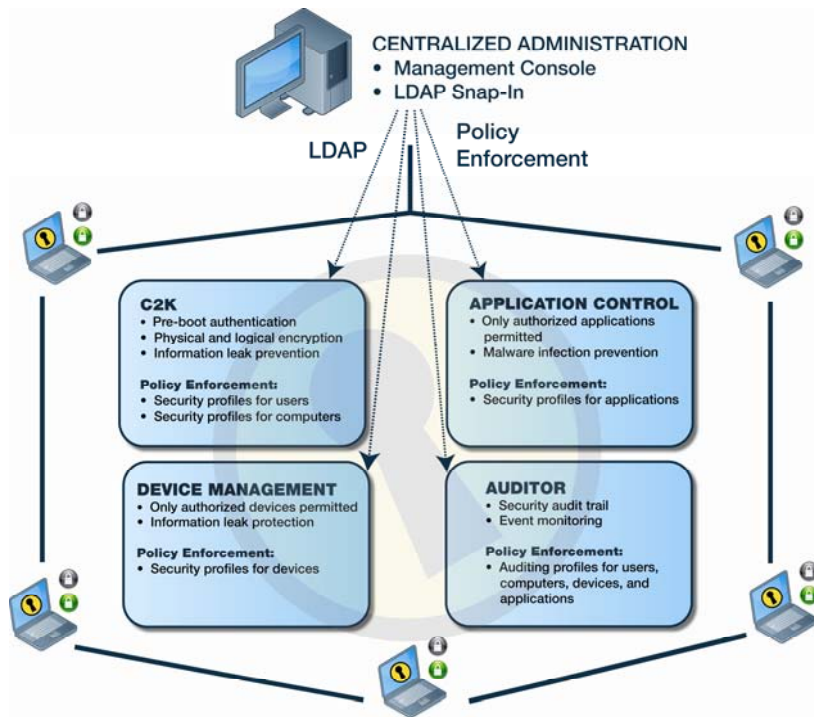 CENTRALIZED ADMINISTRATION
• Management Console
• LDAP Snap-In
LDAP
Policy
Enforcement
C2K
• Pre-boot authentication
• Physical and logical encryption
• Information leak prevention
Policy Enforcement:
• Security profiles for users
• Security profiles for computers
APPLICATION CONTROL
• Only authorized applications
permitted
• Malware infection prevention
Policy Enforcement:
• Security profiles for applications
DEVICE MANAGEMENT
• Only authorized devices permitted
• Information leak protection
Policy Enforcement:
• Security profiles for devices
AUDITOR
• Security audit trail
• Event monitoring
Policy Enforcement:
• Auditing profiles for users,
computers, devices, and
applications